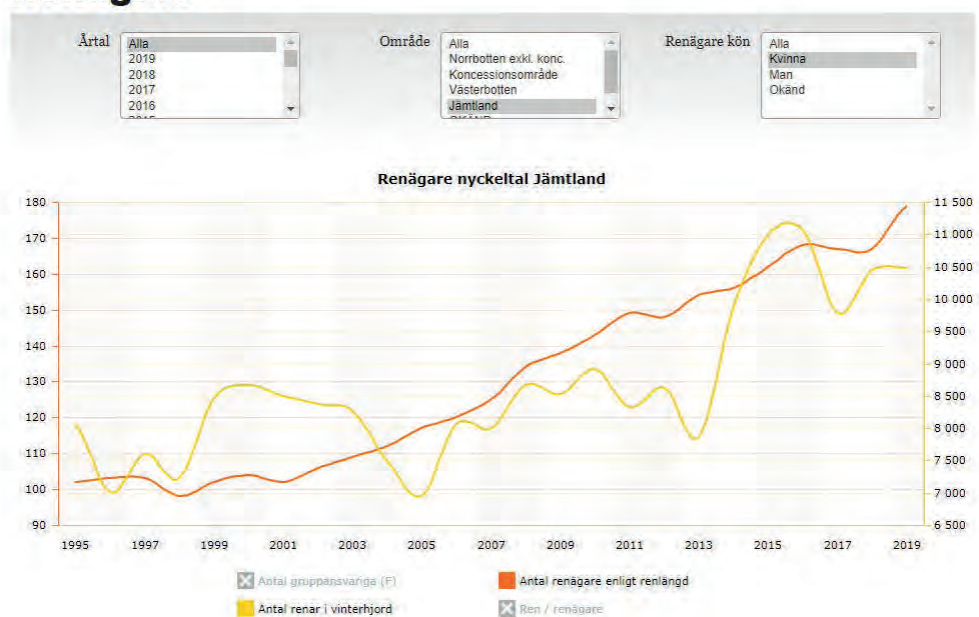 Årtal
Alla
2019
2018
2017
2016
Område
Alla
Norrbotten exkl. konc.
Koncessionsområde
Västerbotten
Jämtland
Renägare kön
Alla
Kvinna
Man
Okänd
Renägare nyckeltal Jämtland
180
170
160
150
140
130
120
110
100
90
11 500
11 000
10 500
10 000
9 500
9 000
8 500
8 000
7 500
7 000
6 500
1995 1997 1999 2001 2003 2005 2007 2009 2011 2013 2015 2017 2019
Antal gruppansvariga (F) Antal renägare enligt renlängd
Antal renar i vinterhjord Ren / renägare